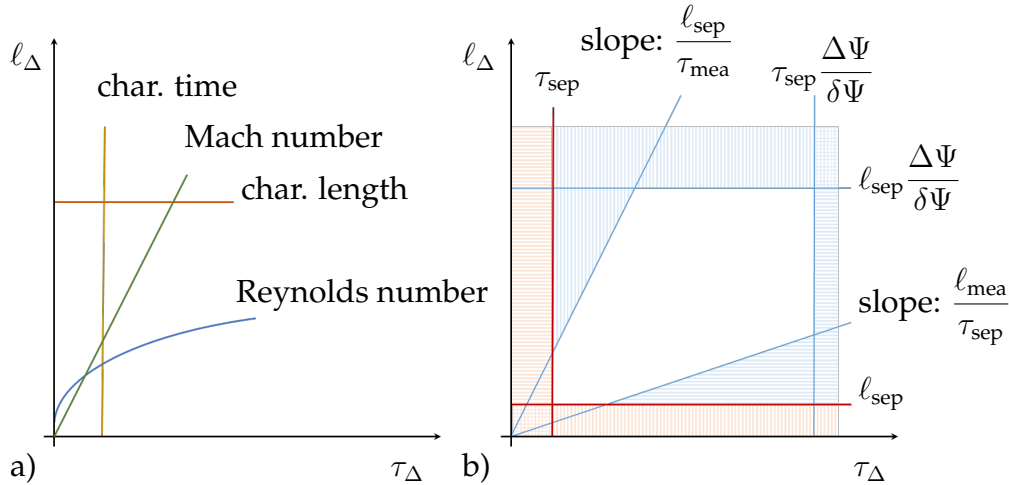 ℓ_Δ
char. time
Mach number
char. length
Reynolds number
τ_Δ
a)
ℓ_Δ
τ_sep
slope: ℓ_sep/τ_mea
τ_sep ΔΨ/δΨ
ℓ_sep ΔΨ/δΨ
slope: ℓ_mea/τ_sep
ℓ_sep
τ_Δ
b)